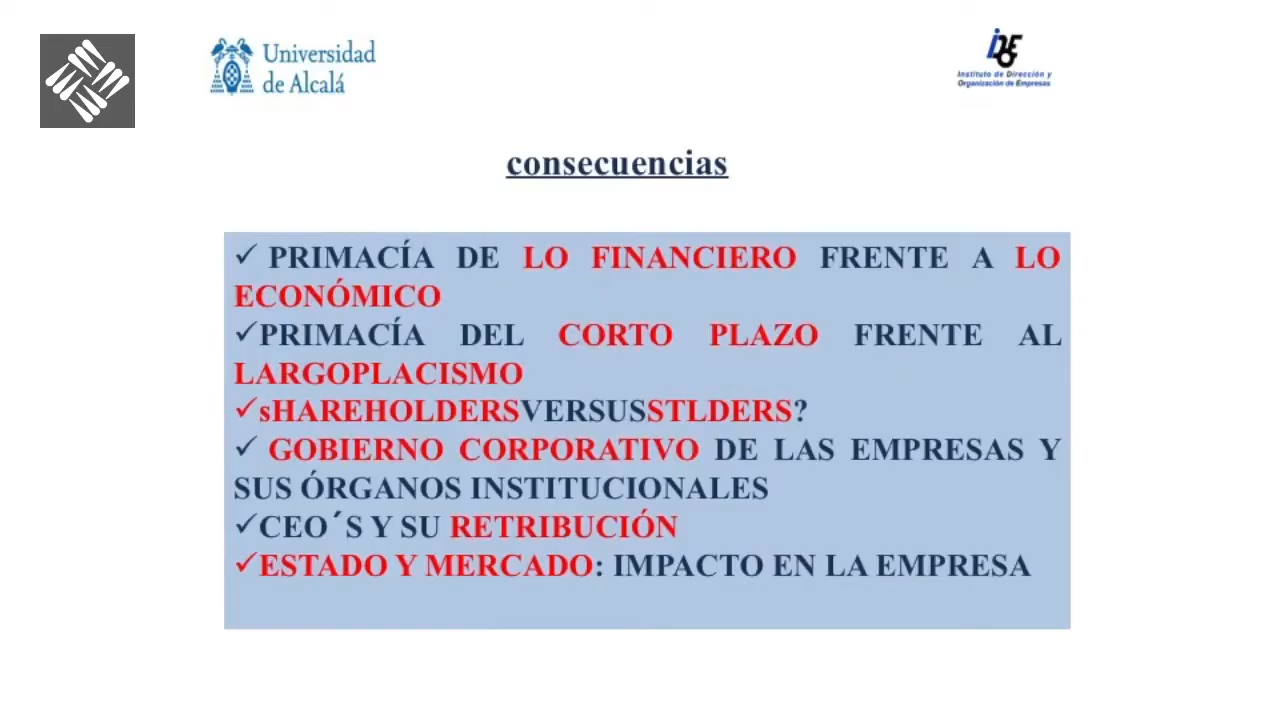 Universidad
de Alcalá
iDOE
Instituto de Dirección y
Organización de Empresas
consecuencias
✓ PRIMACÍA DE LO FINANCIERO FRENTE A LO
ECONÓMICO
✓PRIMACÍA DEL CORTO PLAZO FRENTE AL
LARGOPLACISMO
✓sHAREHOLDERSVERSUSSTLDERS?
✓ GOBIERNO CORPORATIVO DE LAS EMPRESAS Y
SUS ÓRGANOS INSTITUCIONALES
✓CEO´S Y SU RETRIBUCIÓN
✓ESTADO Y MERCADO: IMPACTO EN LA EMPRESA